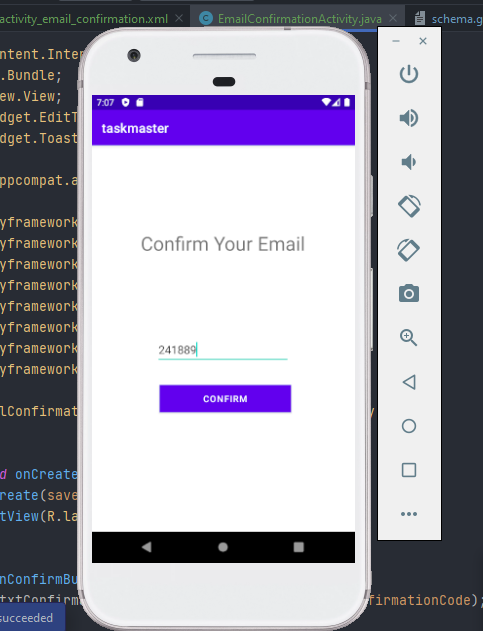 activity_email_confirmation.xml
EmailConfirmationActivity.java
schema.g
ntent.Inter
.Bundle;
ew.View;
dget.EditT
dget.Toast
ppcompat.a
yframework
yframework
yframework
yframework
yframework
yframework
yframework
yframework
lConfirmat
y
d onCreate
reate(save
tView(R.la
nConfirmBu
txtConfirm
firmationCode);
succeeded
7:07
taskmaster
Confirm Your Email
241889
CONFIRM